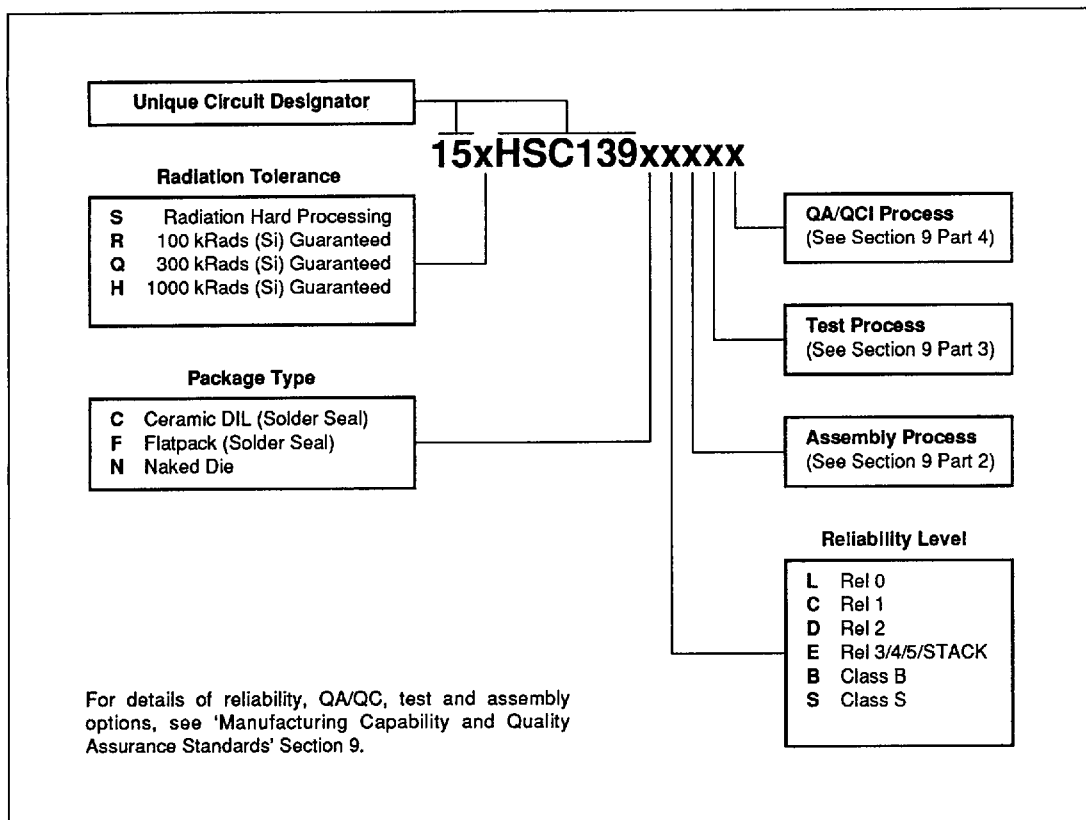 Unique Circuit Designator
15xHSC139xxxxx
Radiation Tolerance
S Radiation Hard Processing
R 100 kRads (Si) Guaranteed
Q 300 kRads (Si) Guaranteed
H 1000 kRads (Si) Guaranteed
Package Type
C Ceramic DIL (Solder Seal)
F Flatpack (Solder Seal)
N Naked Die
QA/QCI Process
(See Section 9 Part 4)
Test Process
(See Section 9 Part 3)
Assembly Process
(See Section 9 Part 2)
Reliability Level
L Rel 0
C Rel 1
D Rel 2
E Rel 3/4/5/STACK
B Class B
S Class S
For details of reliability, QA/QC, test and assembly
options, see 'Manufacturing Capability and Quality
Assurance Standards' Section 9.